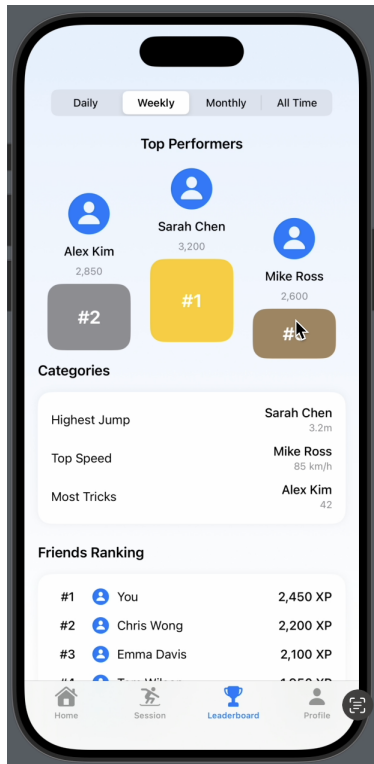 Daily Weekly Monthly All Time
Top Performers
Sarah Chen
3,200
Alex Kim
2,850
Mike Ross
2,600
#1
#2
#
Categories
Highest Jump Sarah Chen
3.2m
Top Speed Mike Ross
85 km/h
Most Tricks Alex Kim
42
Friends Ranking
#1 You 2,450 XP
#2 Chris Wong 2,200 XP
#3 Emma Davis 2,100 XP
Home Session Leaderboard Profile